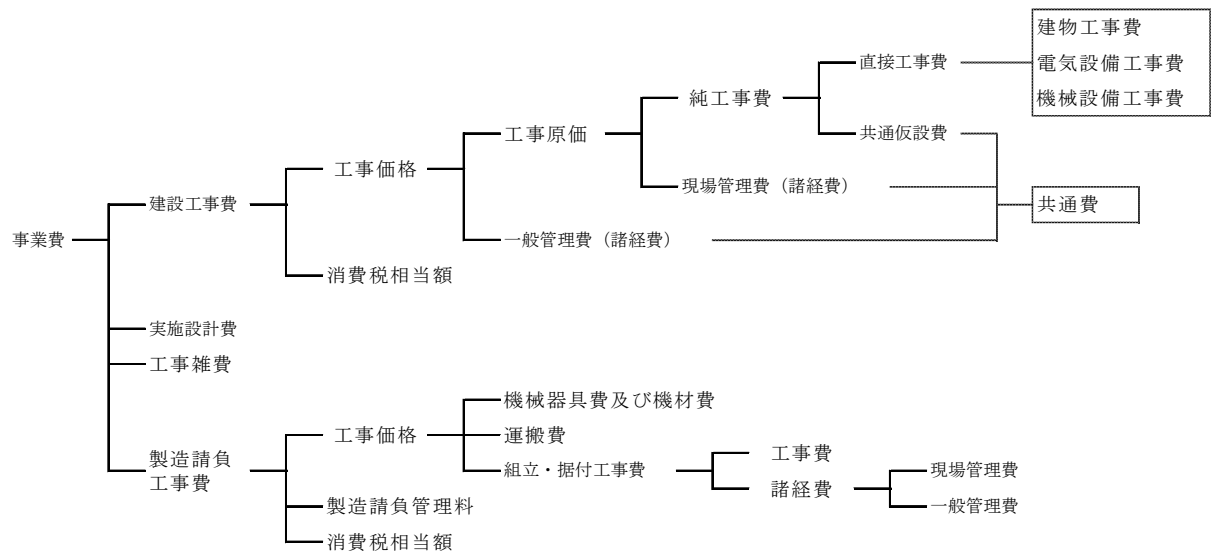 建物工事費
直接工事費
電気設備工事費
純工事費
機械設備工事費
工事原価
共通仮設費
工事価格
現場管理費（諸経費）
建設工事費
共通費
事業費
一般管理費（諸経費）
消費税相当額
実施設計費
工事雑費
機械器具費及び機材費
工事価格
運搬費
工事費
製造請負
工事費
組立・据付工事費
現場管理費
諸経費
製造請負管理料
一般管理費
消費税相当額